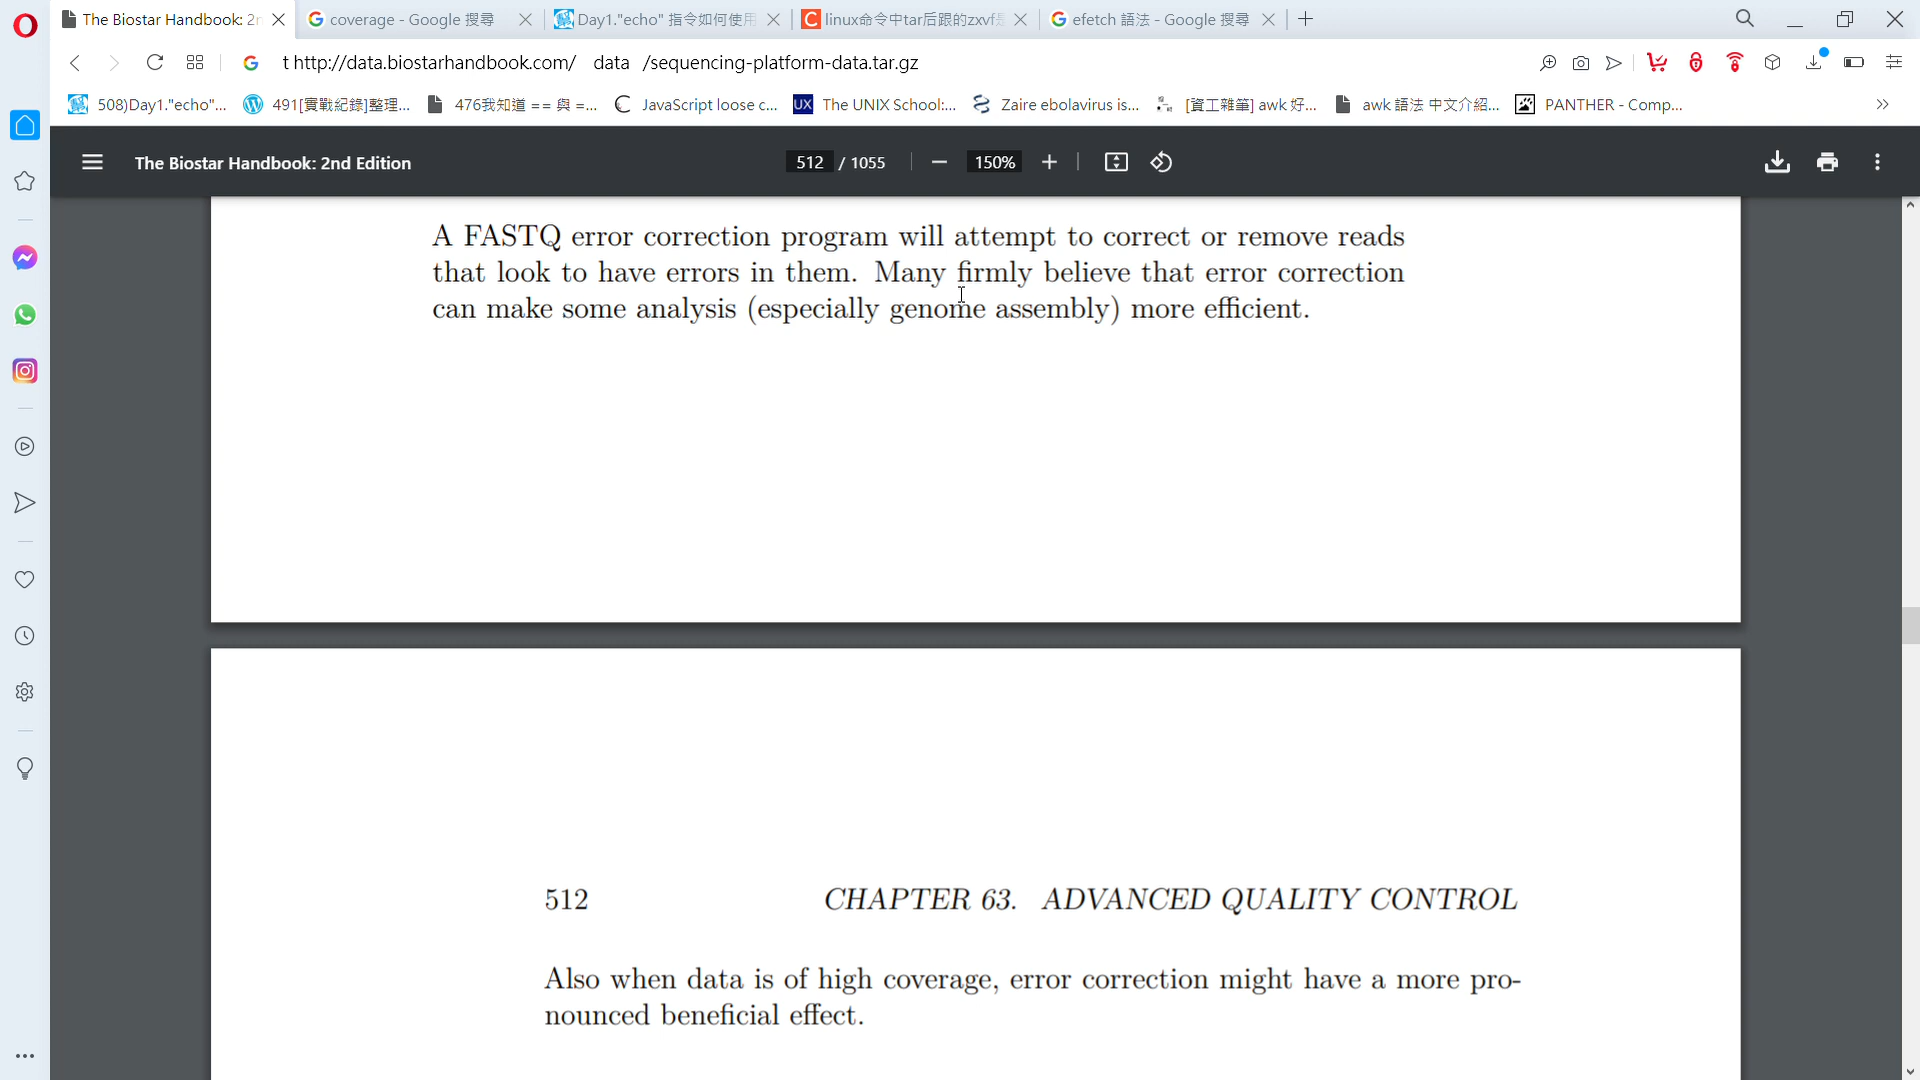 The Biostar Handbook: 2n
coverage - Google 搜尋
Day1."echo" 指令如何使用
linux命令中tar后跟的zxvf是
efetch 語法 - Google 搜尋
t http://data.biostarhandbook.com/ data /sequencing-platform-data.tar.gz
508)Day1."echo"...
491[實戰紀錄]整理...
476我知道 == 與 =...
JavaScript loose c...
UX The UNIX School:...
Zaire ebolavirus is...
[資工雜筆] awk 好...
awk 語法 中文介紹...
PANTHER - Comp...
The Biostar Handbook: 2nd Edition
512 / 1055
150%
A FASTQ error correction program will attempt to correct or remove reads
that look to have errors in them. Many firmly believe that error correction
can make some analysis (especially genome assembly) more efficient.
512 CHAPTER 63. ADVANCED QUALITY CONTROL
Also when data is of high coverage, error correction might have a more pro-
nounced beneficial effect.